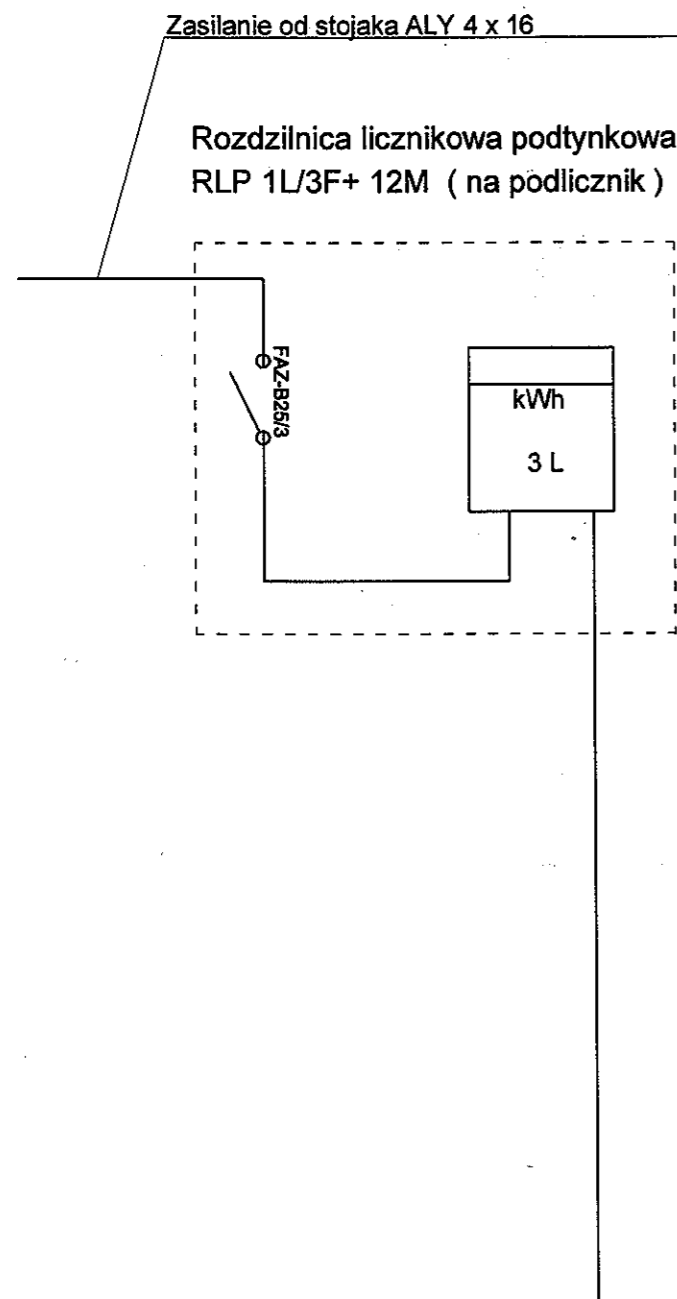 Zasilanie od stojaka ALY 4 x 16
Rozdzilnica licznikowa podtynkowa
RLP 1L/3F+ 12M ( na podlicznik )
FAZ-B25/3
kWh
3 L